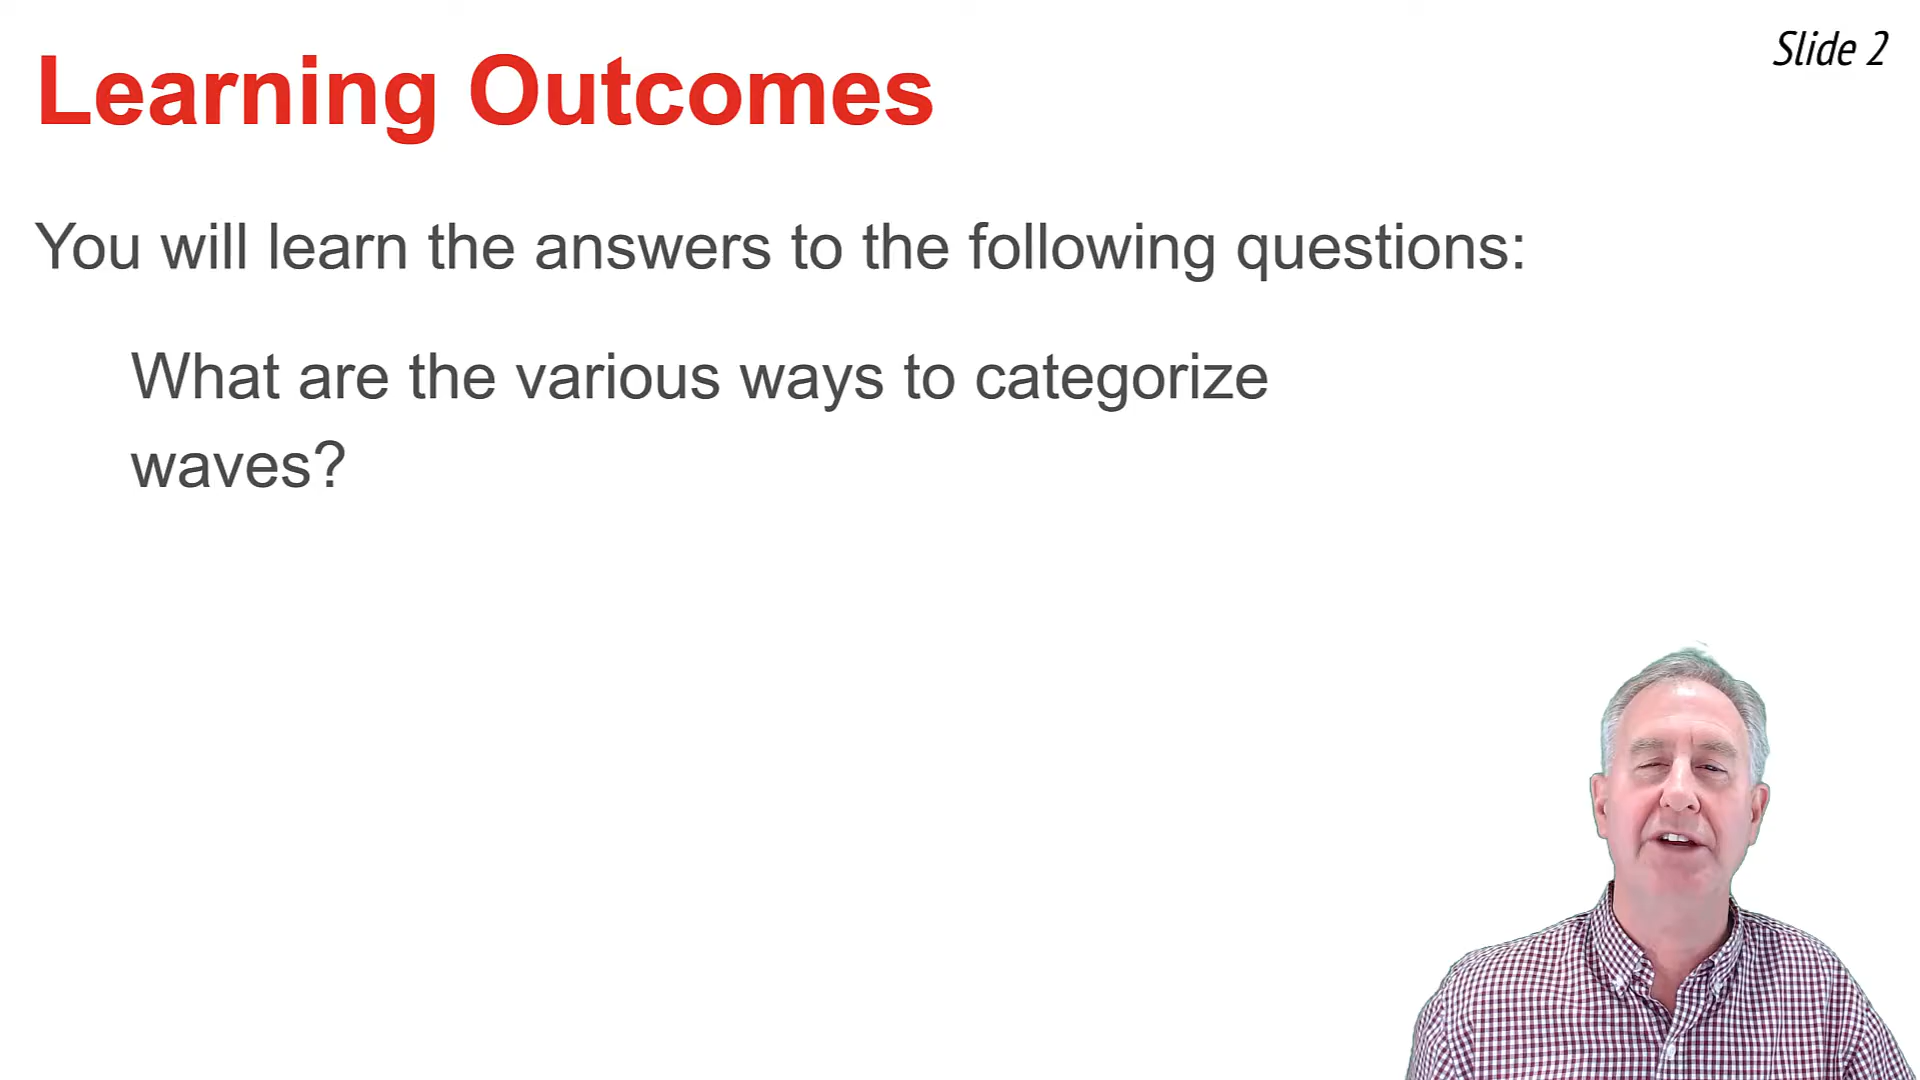 Slide 2
Learning Outcomes
You will learn the answers to the following questions:
What are the various ways to categorize
waves?